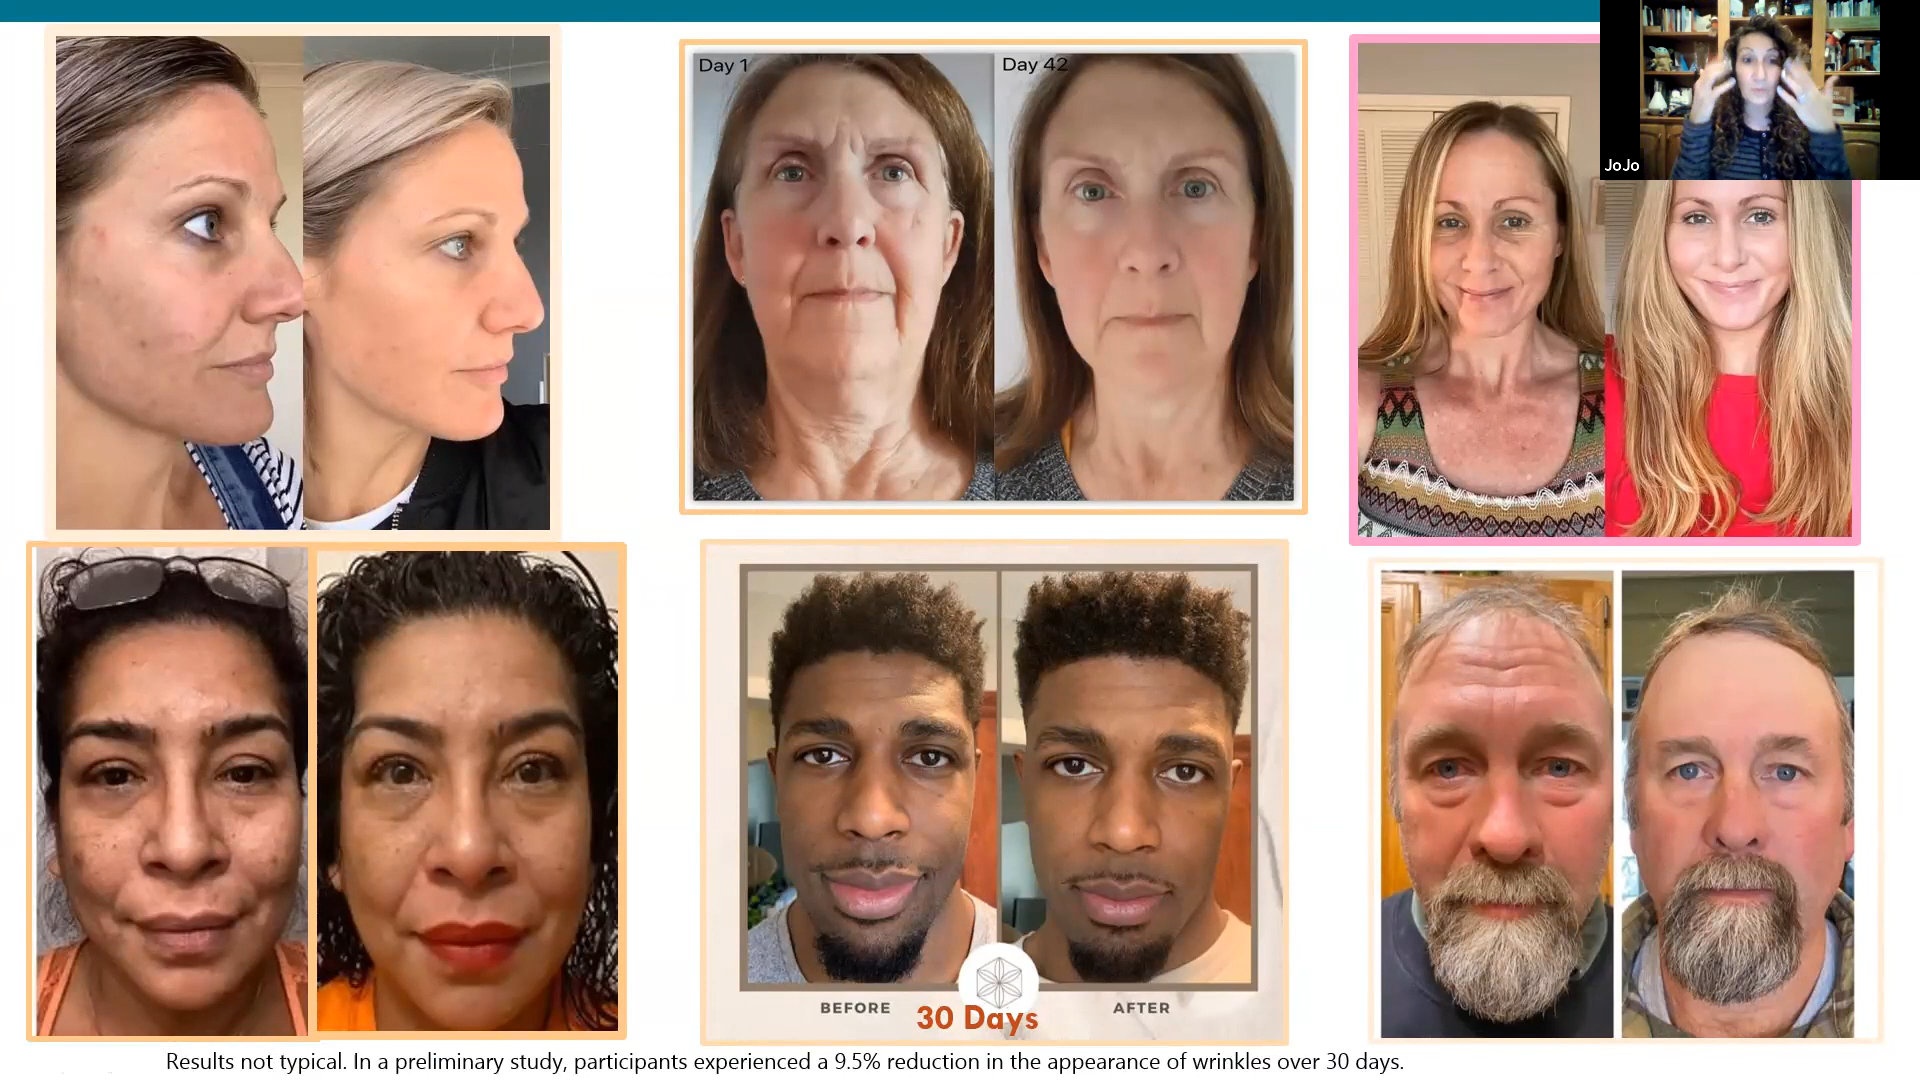 Day 1
Day 42
JoJo
BEFORE
AFTER
30 Days
Results not typical. In a preliminary study, participants experienced a 9.5% reduction in the appearance of wrinkles over 30 days.